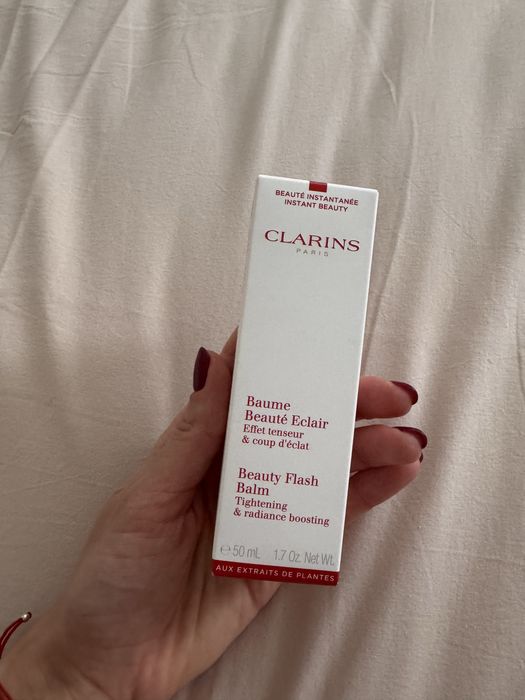 BEAUTÉ INSTANTANÉE
INSTANT BEAUTY
CLARINS
PARIS
Baume
Beauté Eclair
Effet tenseur
& coup d'éclat
Beauty Flash
Balm
Tightening
& radiance boosting
℮ 50 mL 1.7 Oz. Net Wt.
AUX EXTRAITS DE PLANTES